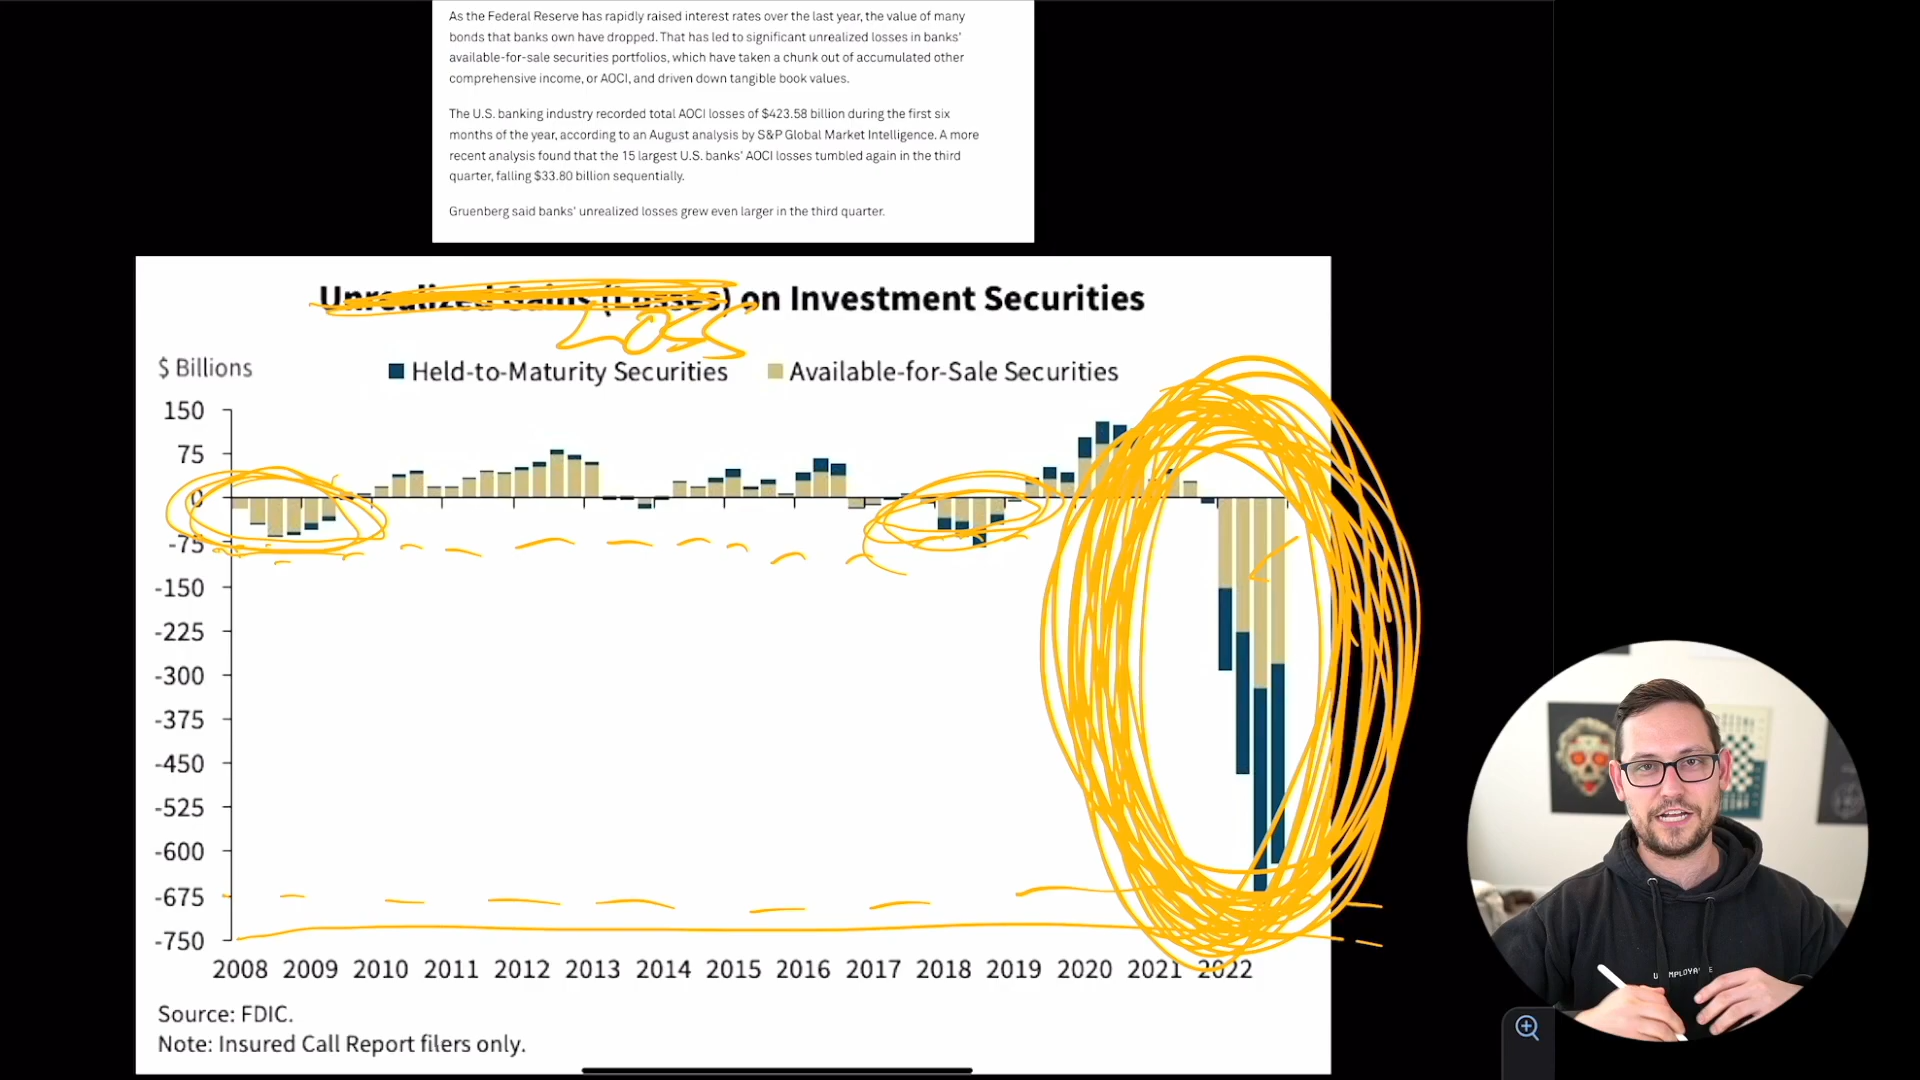 As the Federal Reserve has rapidly raised interest rates over the last year, the value of many
bonds that banks own have dropped. That has led to significant unrealized losses in banks'
available-for-sale securities portfolios, which have taken a chunk out of accumulated other
comprehensive income, or AOCI, and driven down tangible book values.
The U.S. banking industry recorded total AOCI losses of $423.58 billion during the first six
months of the year, according to an August analysis by S&P Global Market Intelligence. A more
recent analysis found that the 15 largest U.S. banks' AOCI losses tumbled again in the third
quarter, falling $33.80 billion sequentially.
Gruenberg said banks' unrealized losses grew even larger in the third quarter.
Unrealized Gains (Losses) on Investment Securities
Loss
$ Billions
Held-to-Maturity Securities
Available-for-Sale Securities
150
75
0
-75
-150
-225
-300
-375
-450
-525
-600
-675
-750
2008 2009 2010 2011 2012 2013 2014 2015 2016 2017 2018 2019 2020 2021 2022
Source: FDIC.
Note: Insured Call Report filers only.